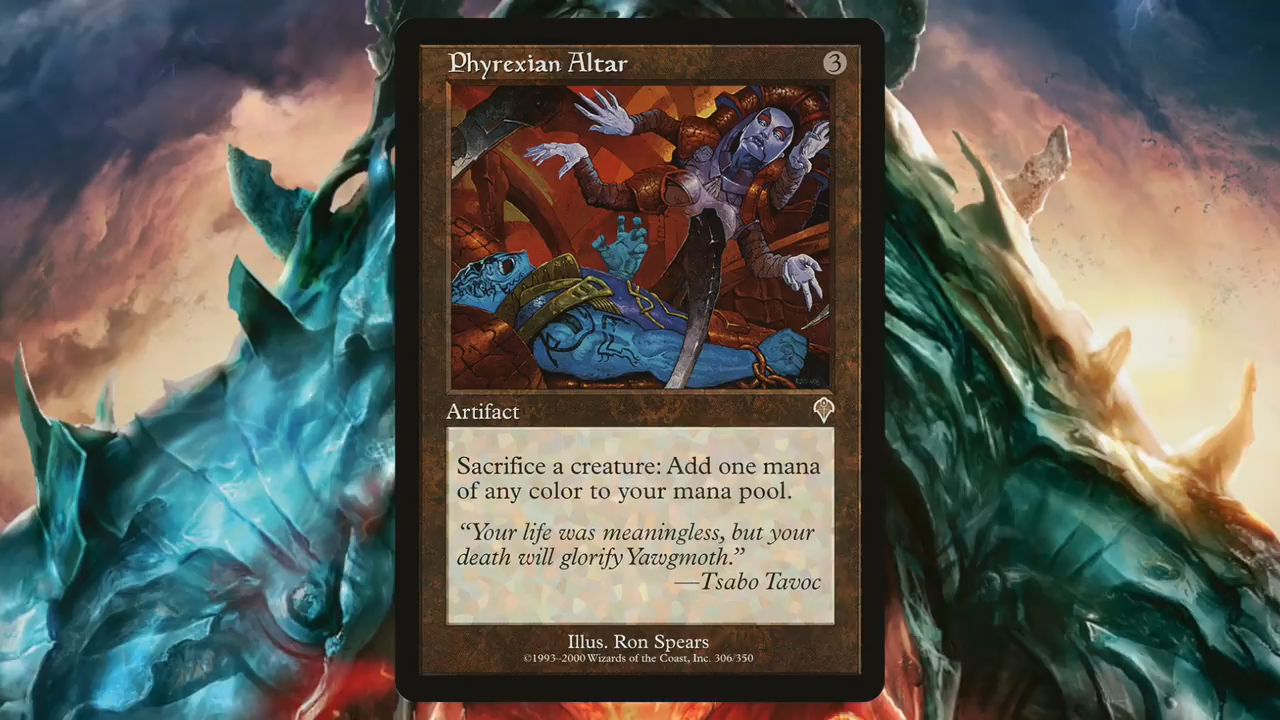 Phyrexian Altar 3
Artifact
Sacrifice a creature: Add one mana
of any color to your mana pool.
“Your life was meaningless, but your
death will glorify Yawgmoth.”
—Tsabo Tavoc
Illus. Ron Spears
©1993–2000 Wizards of the Coast, Inc. 306/350